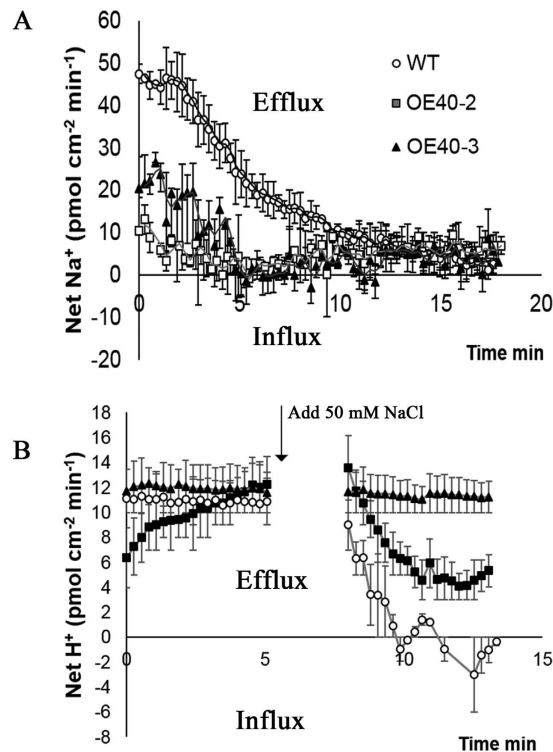 A
Net Na⁺ (pmol cm⁻² min⁻¹)
60
50
40
30
20
10
0
-10
-20
0
5
10
15
20
Efflux
Influx
WT
OE40-2
OE40-3
Time min
B
Net H⁺ (pmol cm⁻² min⁻¹)
18
16
14
12
10
8
6
4
2
0
-2
-4
-6
-8
0
5
10
15
Add 50 mM NaCl
Efflux
Influx
Time min